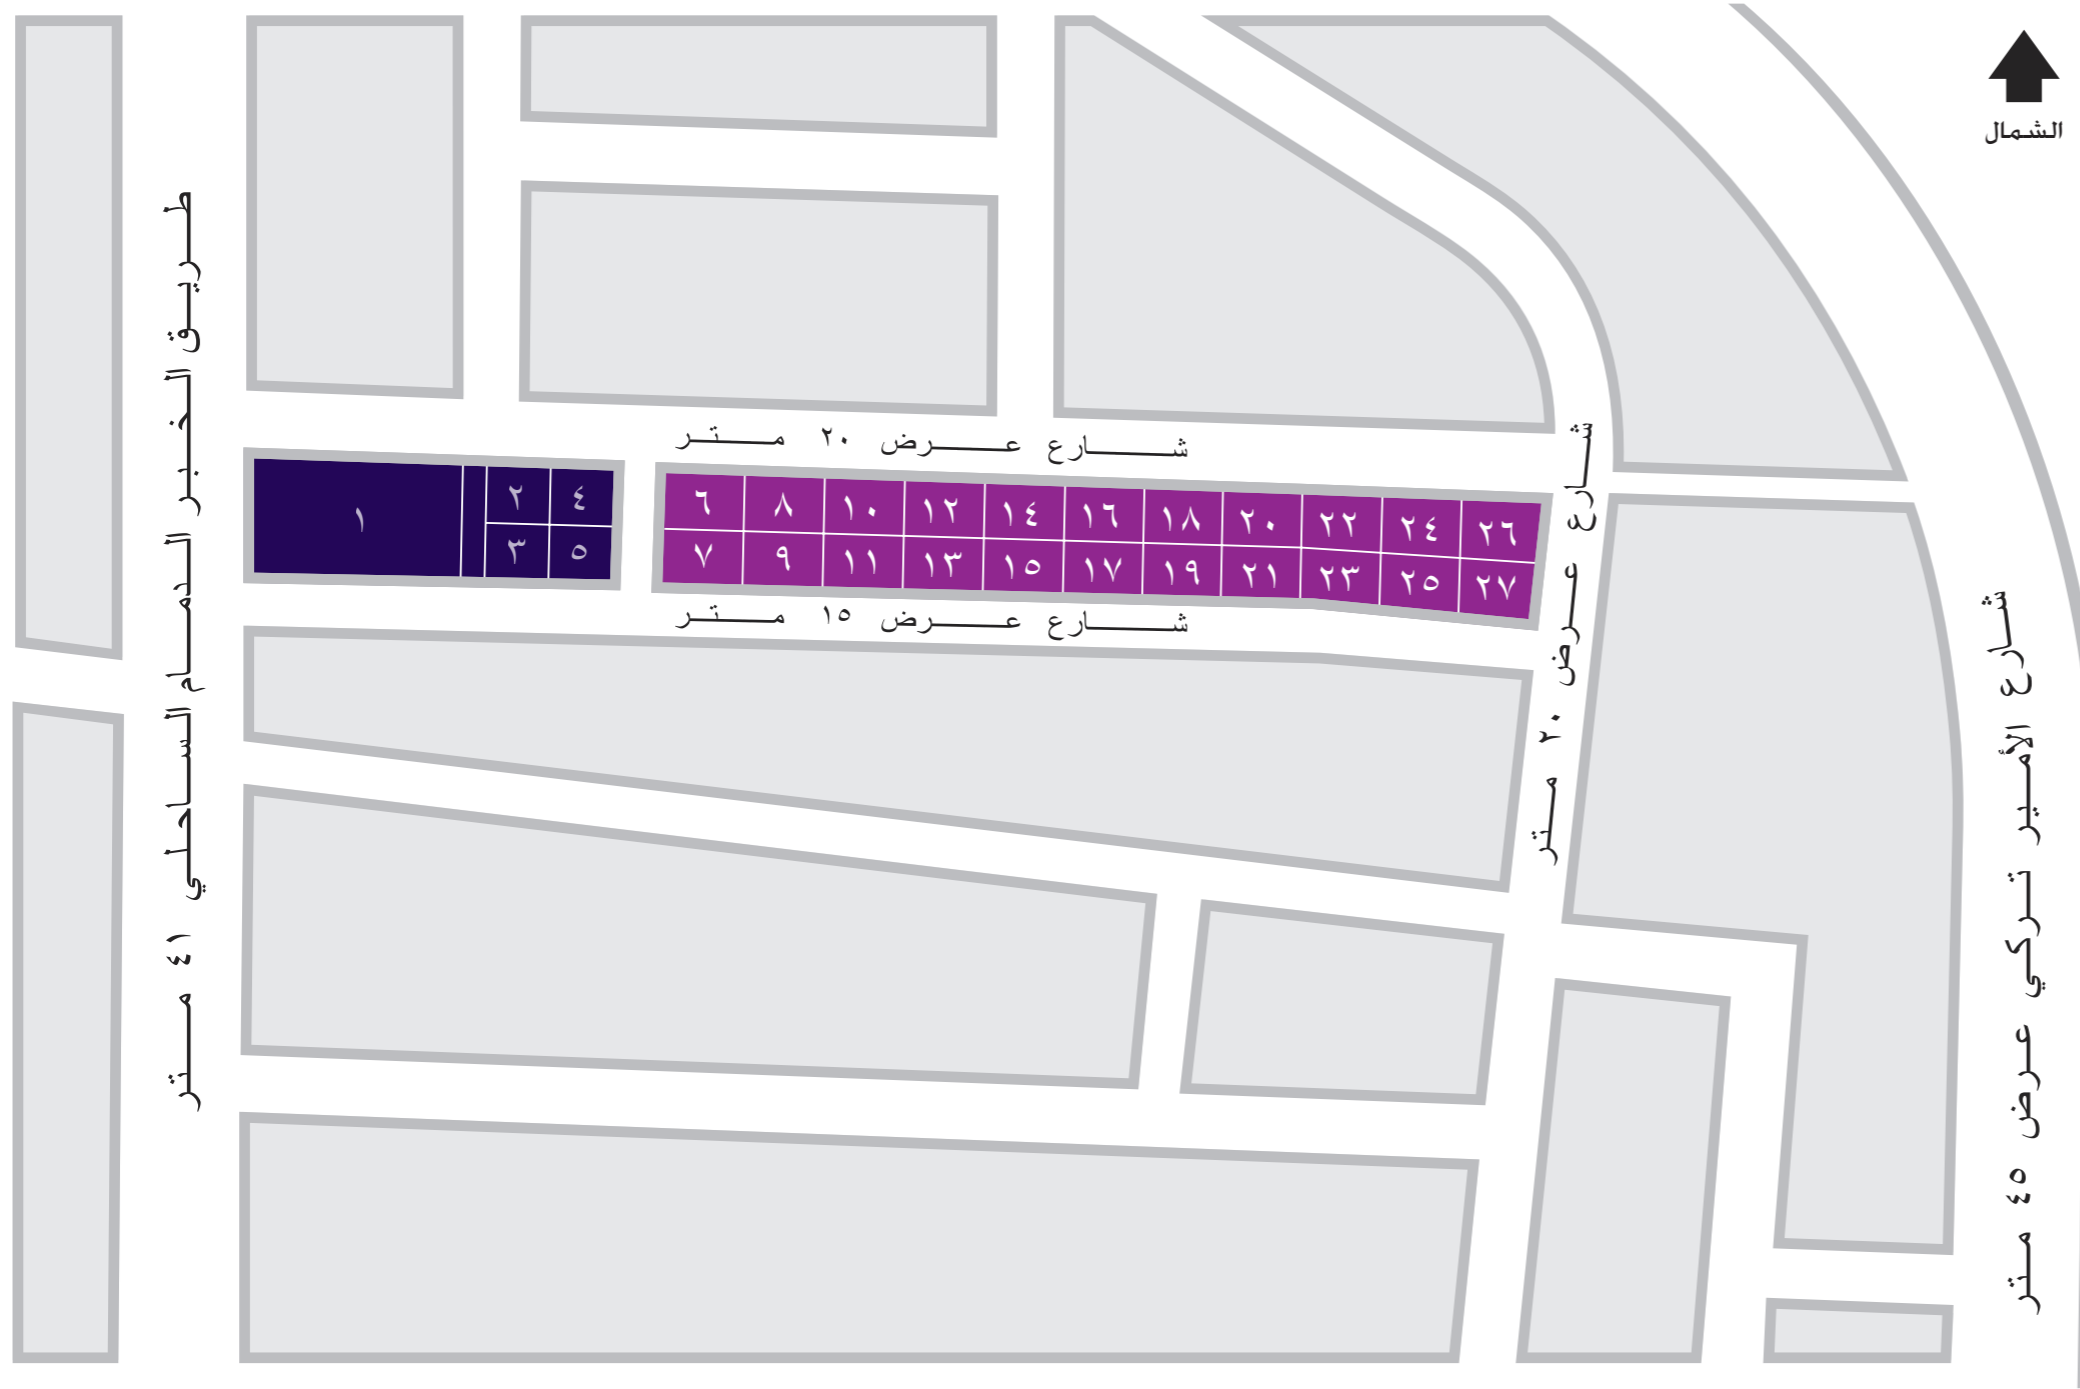 الشمال
طريق الخبر الدمام الساحلي ٤١ متر
شارع عرض ٢٠ متر
١
٢ ٤
٣ ٥
٦ ٨ ١٠ ١٢ ١٤ ١٦ ١٨ ٢٠ ٢٢ ٢٤ ٢٦
٧ ٩ ١١ ١٣ ١٥ ١٧ ١٩ ٢١ ٢٣ ٢٥ ٢٧
شارع عرض ١٥ متر
شارع عرض ٢٠ متر
شارع الأمير تركي عرض ٤٥ متر